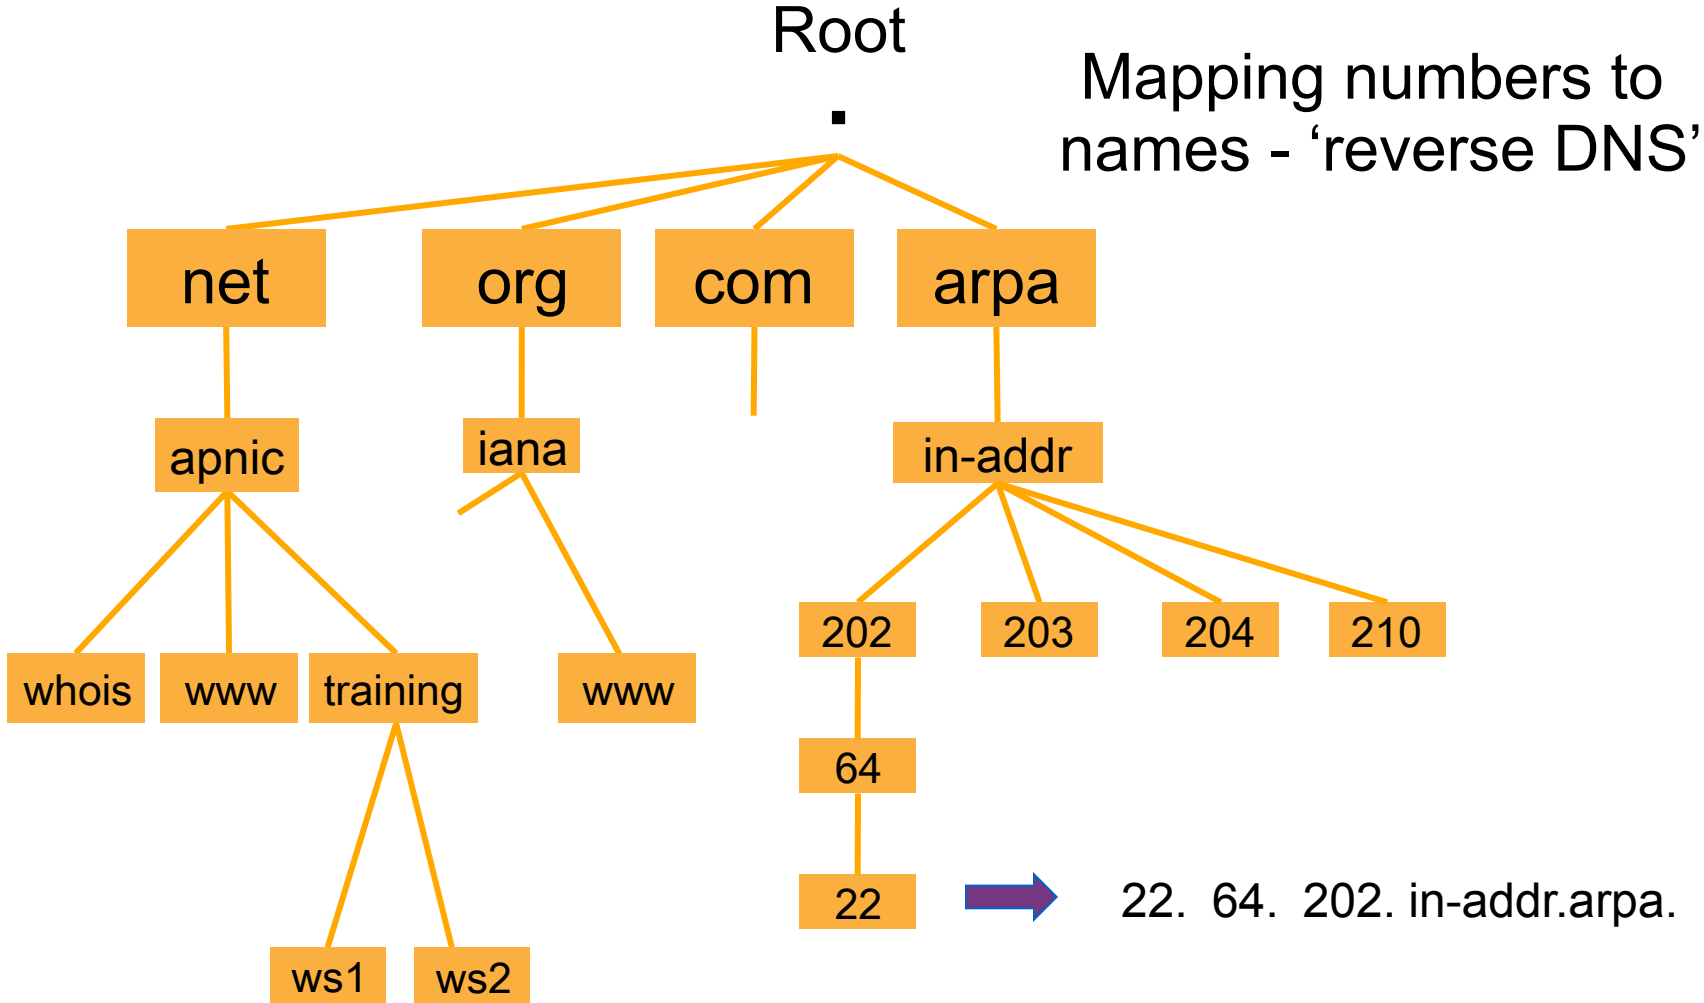 Root
.
Mapping numbers to
names - ‘reverse DNS’
net org com arpa
apnic iana in-addr
202 203 204 210
whois www training www
64
22 22. 64. 202. in-addr.arpa.
ws1 ws2